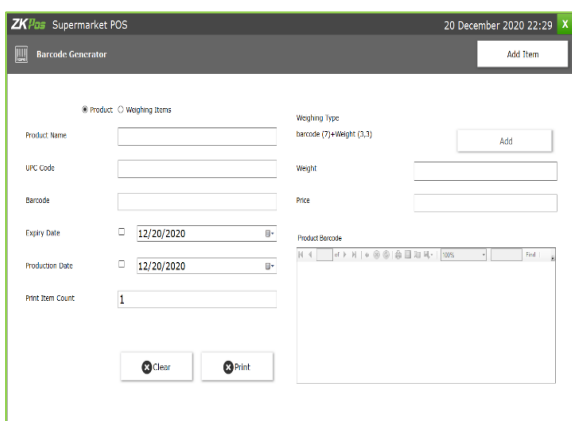 ZKPos Supermarket POS 20 December 2020 22:29 X
Barcode Generator Add Item
Product Weighing Items
Product Name
UPC Code
Barcode
Expiry Date 12/20/2020
Production Date 12/20/2020
Print Item Count 1
Clear Print
Weighing Type
barcode (7)+Weight (3,3) Add
Weight
Price
Product Barcode
of 100% Find